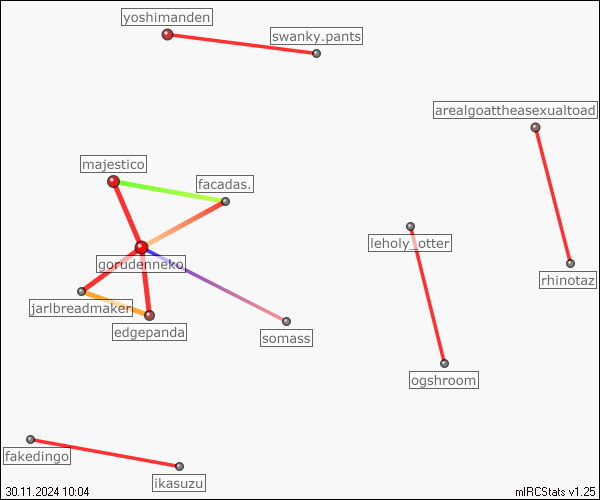 yoshimanden
swanky.pants
arealgoattheasexualtoad
majestico
facadas.
leholy_otter
gorudenneko
rhinotaz
jarlbreadmaker
edgepanda
somass
ogshroom
fakedingo
ikasuzu
30.11.2024 10:04
mIRCStats v1.25